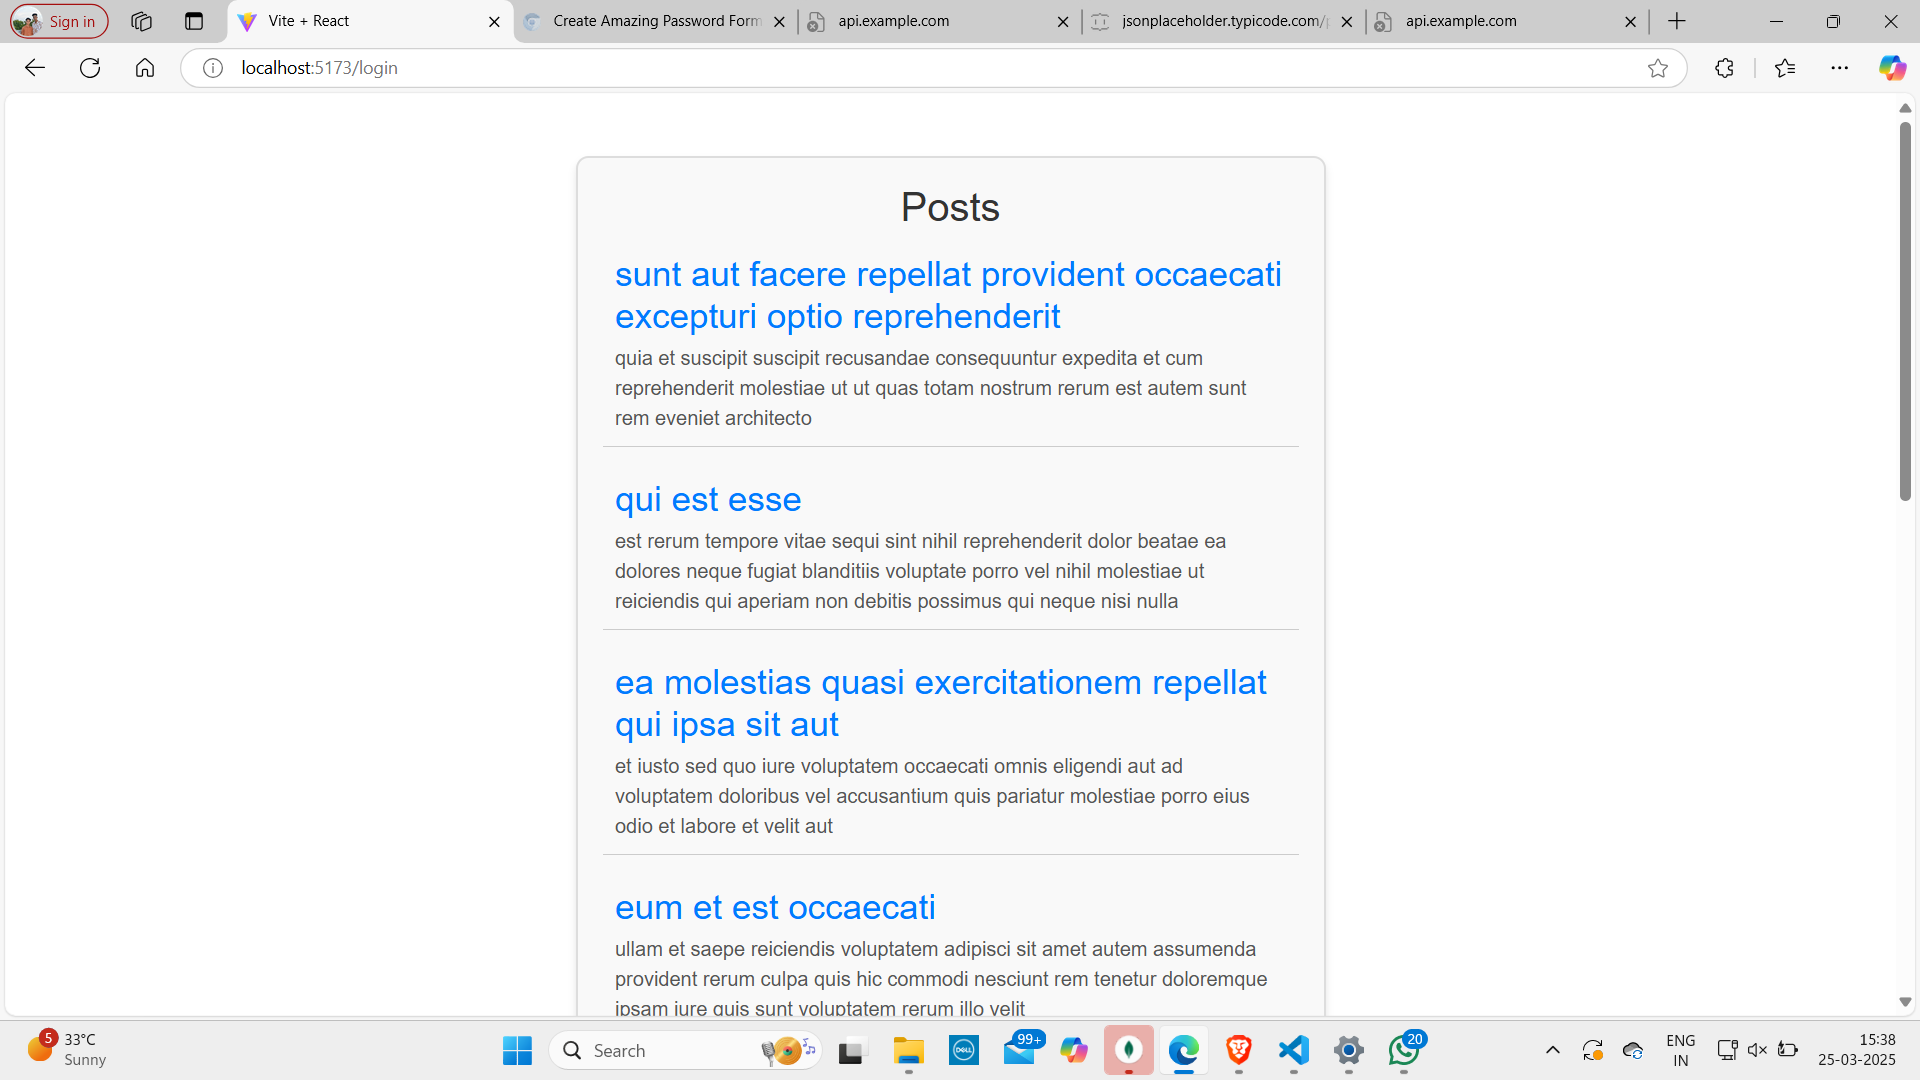 Sign in
Vite + React
Create Amazing Password Form
api.example.com
jsonplaceholder.typicode.com/p
api.example.com
localhost:5173/login
Posts
sunt aut facere repellat provident occaecati
excepturi optio reprehenderit
quia et suscipit suscipit recusandae consequuntur expedita et cum
reprehenderit molestiae ut ut quas totam nostrum rerum est autem sunt
rem eveniet architecto
qui est esse
est rerum tempore vitae sequi sint nihil reprehenderit dolor beatae ea
dolores neque fugiat blanditiis voluptate porro vel nihil molestiae ut
reiciendis qui aperiam non debitis possimus qui neque nisi nulla
ea molestias quasi exercitationem repellat
qui ipsa sit aut
et iusto sed quo iure voluptatem occaecati omnis eligendi aut ad
voluptatem doloribus vel accusantium quis pariatur molestiae porro eius
odio et labore et velit aut
eum et est occaecati
ullam et saepe reiciendis voluptatem adipisci sit amet autem assumenda
provident rerum culpa quis hic commodi nesciunt rem tenetur doloremque
ipsam iure quis sunt voluptatem rerum illo velit
5
33°C
Sunny
Search
DELL
99+
20
ENG
IN
15:38
25-03-2025